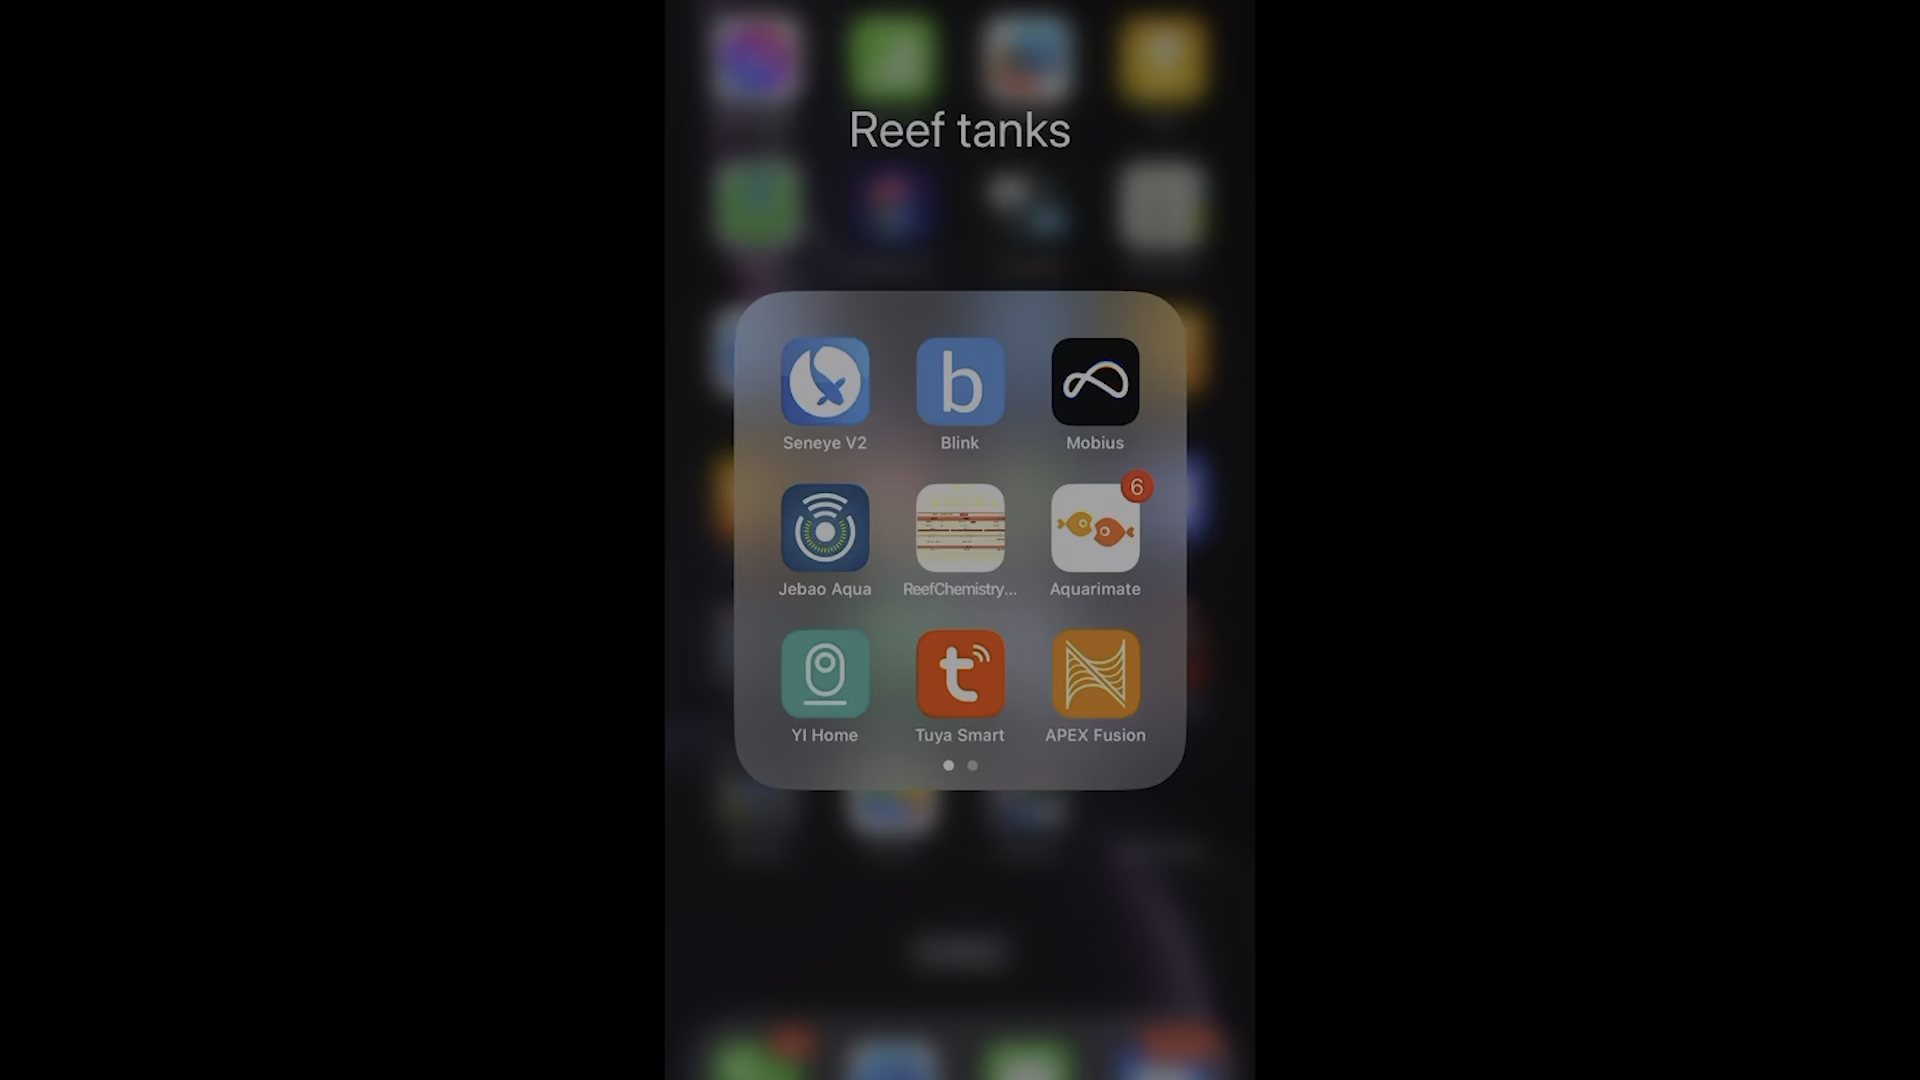 Reef tanks
b
Seneye V2
Blink
Mobius
6
Jebao Aqua
ReefChemistry...
Aquarimate
t
YI Home
Tuya Smart
APEX Fusion